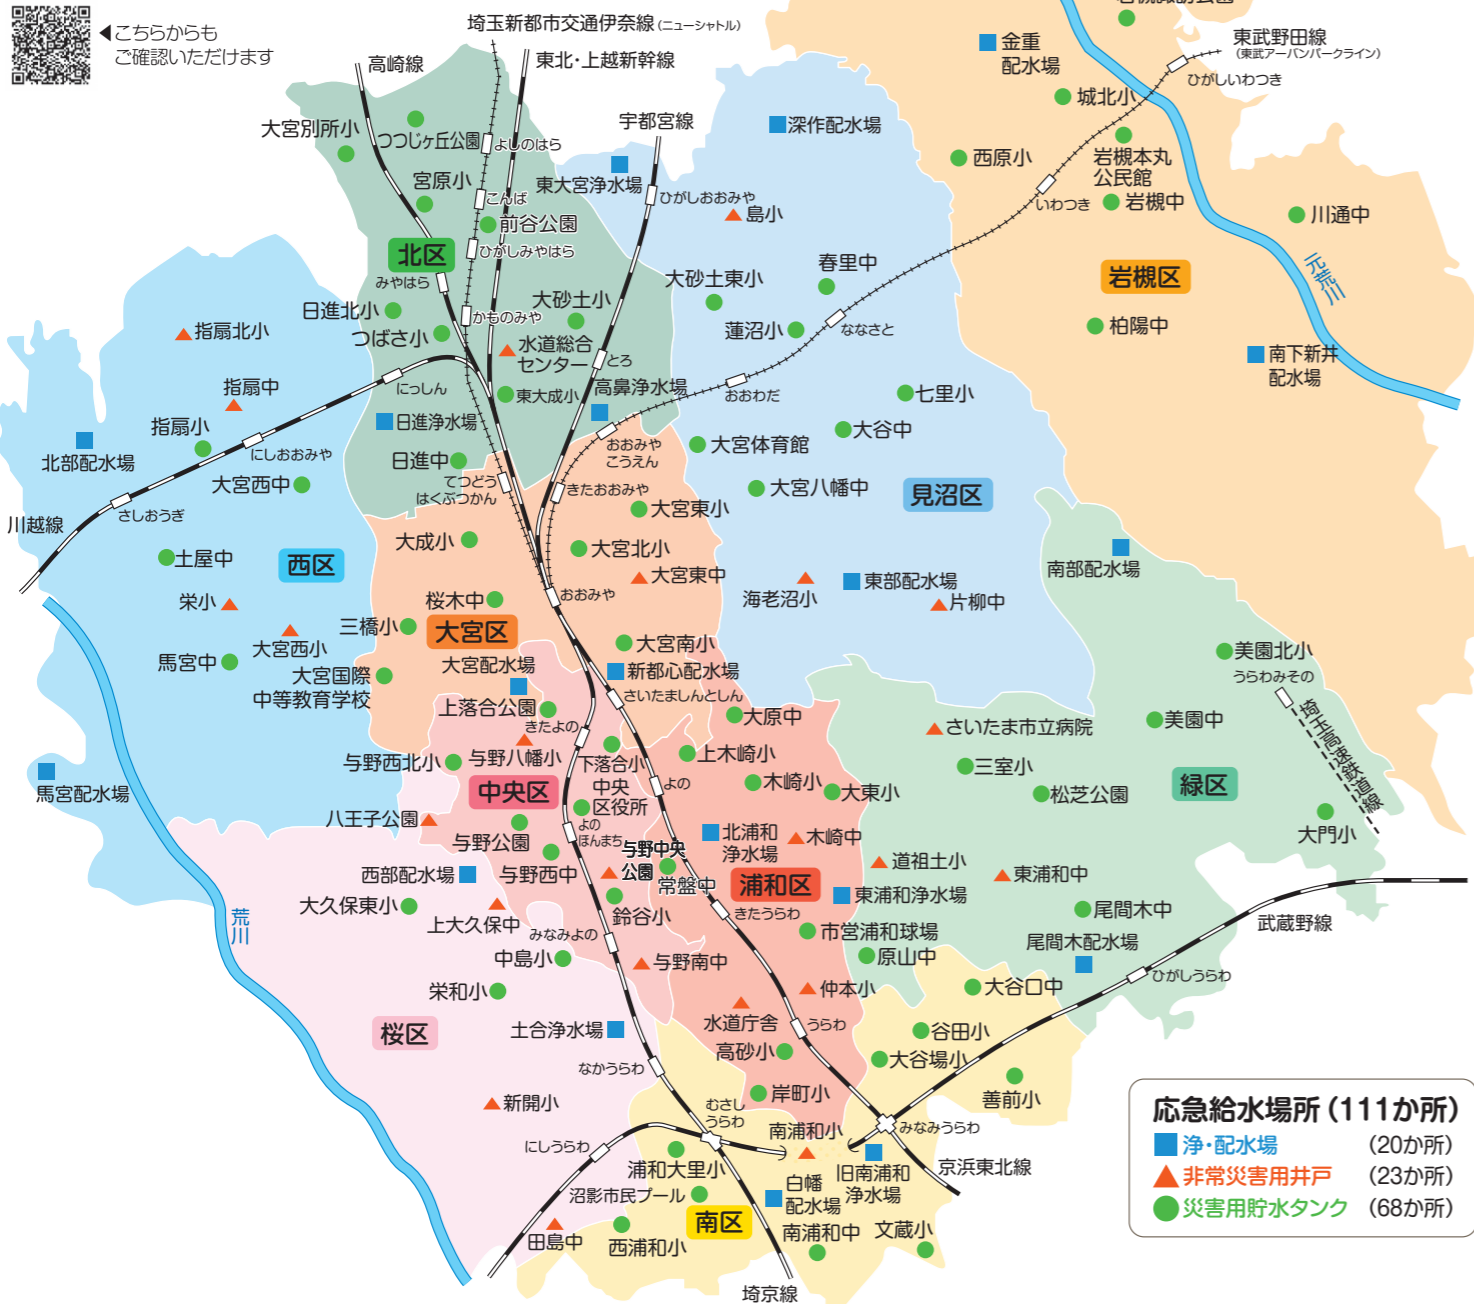 こちらからも
ご確認いただけます
埼玉新都市交通伊奈線(ニューシャトル)
東北・上越新幹線
高崎線
宇都宮線
東武野田線
(東武アーバンパークライン)
ひがしいわつき
金重
配水場
城北小
岩槻本丸
公民館
西原小
岩槻中
いわつき
川通中
元荒川
岩槻区
柏陽中
南下新井
配水場
大宮別所小
つつじヶ丘公園
よしのはら
宮原小
こんば
前谷公園
ひがしみやはら
北区
みやはら
日進北小
つばさ小
かものみや
大砂土小
水道総合
センター
とろ
東大成小
高鼻浄水場
にっしん
日進浄水場
日進中
てつどう
はくぶつかん
深作配水場
東大宮浄水場
ひがしおおみや
島小
大砂土東小
春里中
蓮沼小
ななさと
おおわだ
七里小
大谷中
大宮体育館
大宮八幡中
見沼区
海老沼小
東部配水場
片柳中
指扇北小
指扇中
指扇小
にしおおみや
北部配水場
大宮西中
さしおうぎ
川越線
土屋中
西区
栄小
大宮西小
馬宮中
大宮国際
中等教育学校
馬宮配水場
荒川
おおみや
こうえん
きたおおみや
大宮東小
大成小
大宮北小
大宮東中
おおみや
桜木中
三橋小
大宮区
大宮南小
大宮配水場
新都心配水場
さいたましんとしん
上落合公園
きたよの
与野西北小
与野八幡小
下落合小
中央区
中央
区役所
八王子公園
与野公園
よの
ほんまち
与野西中
与野中央
公園
鈴谷小
みなみよの
与野南中
大原中
上木崎小
よの
木崎小
大東小
北浦和
浄水場
木崎中
常盤中
浦和区
きたうらわ
東浦和浄水場
市営浦和球場
原山中
仲本小
水道庁舎
うらわ
高砂小
岸町小
南部配水場
美園北小
うらわみその
埼玉高速鉄道線
さいたま市立病院
美園中
三室小
松芝公園
緑区
大門小
道祖土小
東浦和中
尾間木中
尾間木配水場
武蔵野線
ひがしうらわ
西部配水場
大久保東小
上大久保中
中島小
栄和小
桜区
土合浄水場
なかうらわ
新開小
にしうらわ
田島中
大谷口中
谷田小
大谷場小
善前小
むさし
うらわ
南浦和小
みなみうらわ
浦和大里小
沼影市民プール
白幡
配水場
旧南浦和
浄水場
京浜東北線
南区
西浦和小
南浦和中
文蔵小
埼京線
応急給水場所(111か所)
浄・配水場 (20か所)
非常災害用井戸 (23か所)
災害用貯水タンク (68か所)